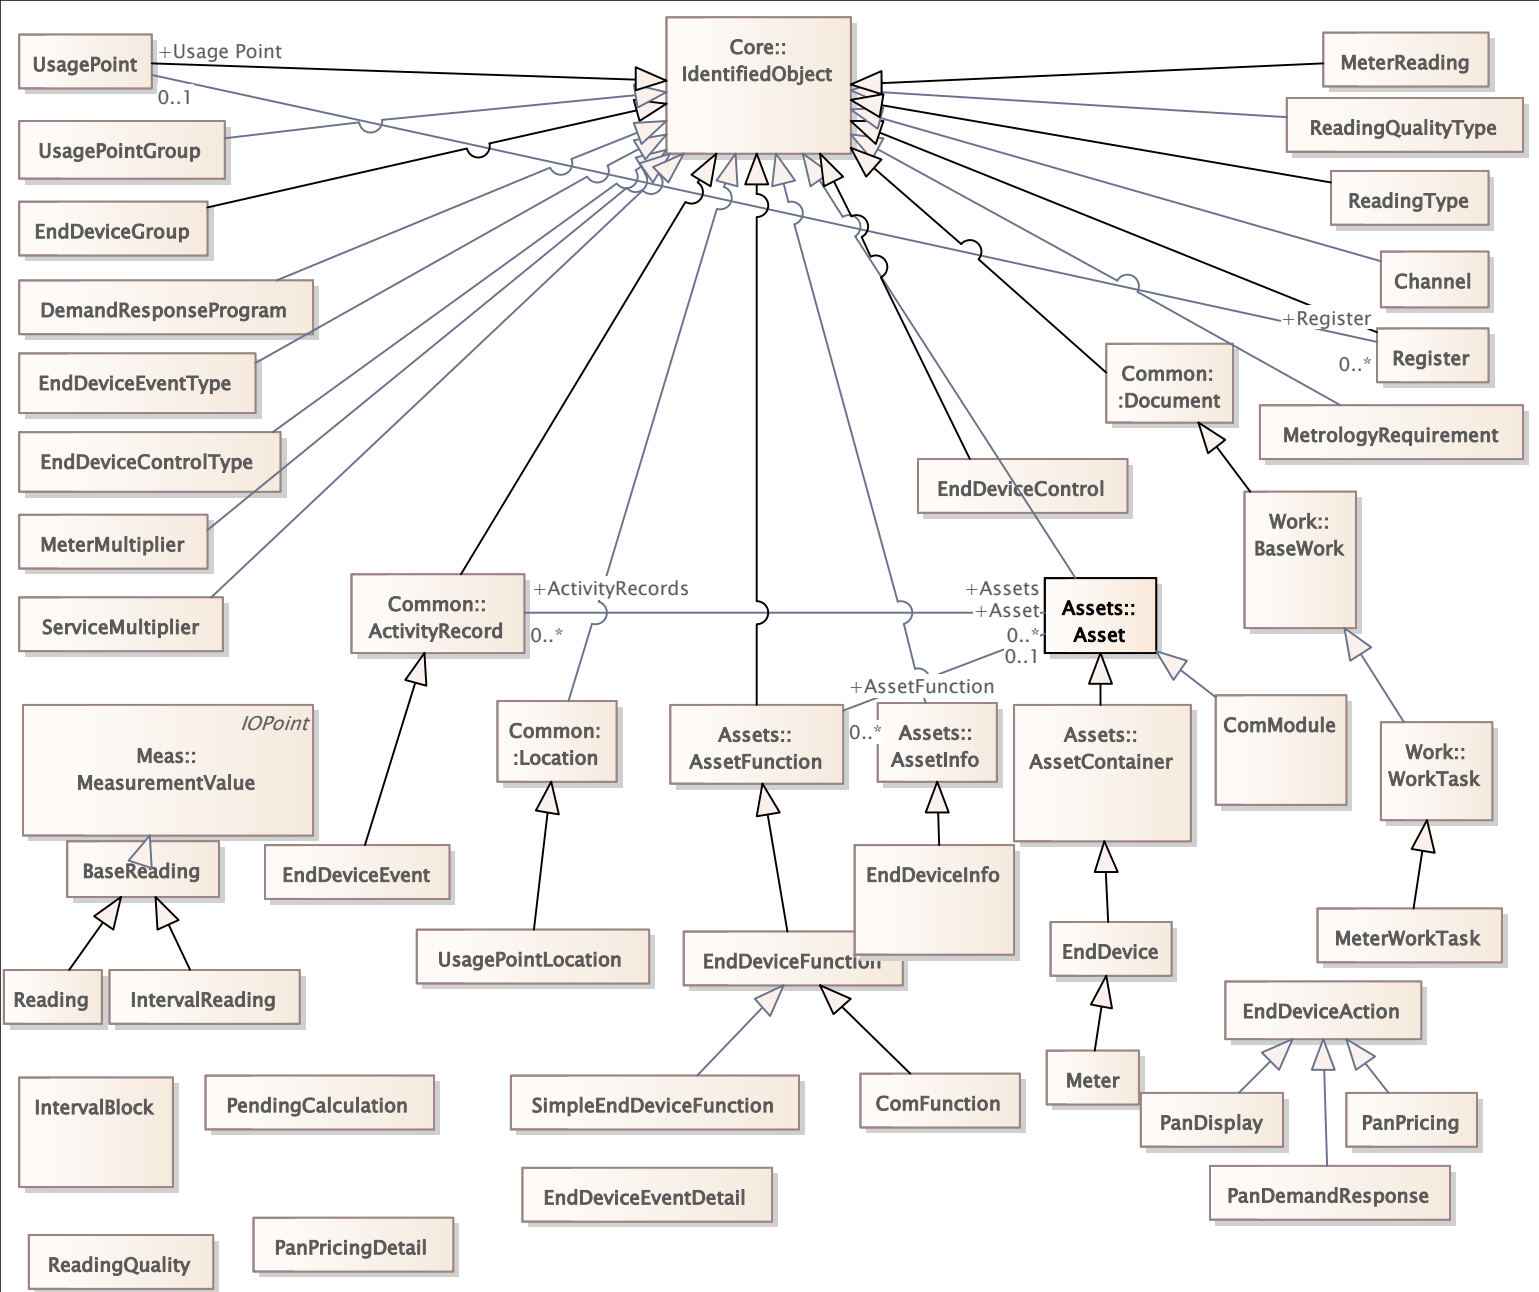 Core::
IdentifiedObject
UsagePoint
+Usage Point
0..1
MeterReading
UsagePointGroup
ReadingQualityType
EndDeviceGroup
ReadingType
DemandResponseProgram
Channel
+Register
0..*
Register
EndDeviceEventType
Common:
:Document
EndDeviceControlType
MetrologyRequirement
EndDeviceControl
MeterMultiplier
Work::
BaseWork
ServiceMultiplier
Common::
ActivityRecord
+ActivityRecords
0..*
+Assets
+Asset
0..*
0..1
Assets::
Asset
+AssetFunction
0..*
IOPoint
Meas::
MeasurementValue
Common:
:Location
Assets::
AssetFunction
Assets::
AssetInfo
Assets::
AssetContainer
ComModule
Work::
WorkTask
BaseReading
EndDeviceEvent
EndDeviceInfo
UsagePointLocation
EndDeviceFunction
EndDevice
MeterWorkTask
Reading
IntervalReading
EndDeviceAction
IntervalBlock
PendingCalculation
SimpleEndDeviceFunction
ComFunction
Meter
PanDisplay
PanPricing
EndDeviceEventDetail
PanDemandResponse
ReadingQuality
PanPricingDetail